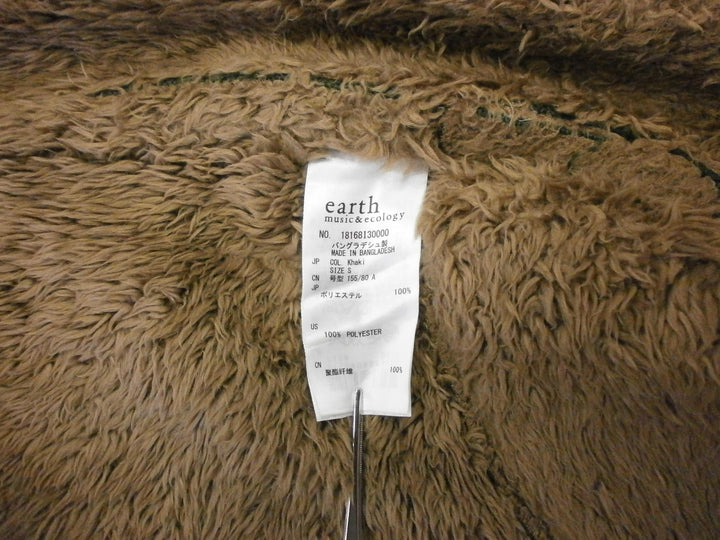 earth
music&ecology
NO. 18168130000
バングラデシュ製
MADE IN BANGLADESH
JP COL. Khaki
SIZE S
CN 号型 155/80 A
JP
ポリエステル 100%
US
100% POLYESTER
CN
聚酯纤维 100%